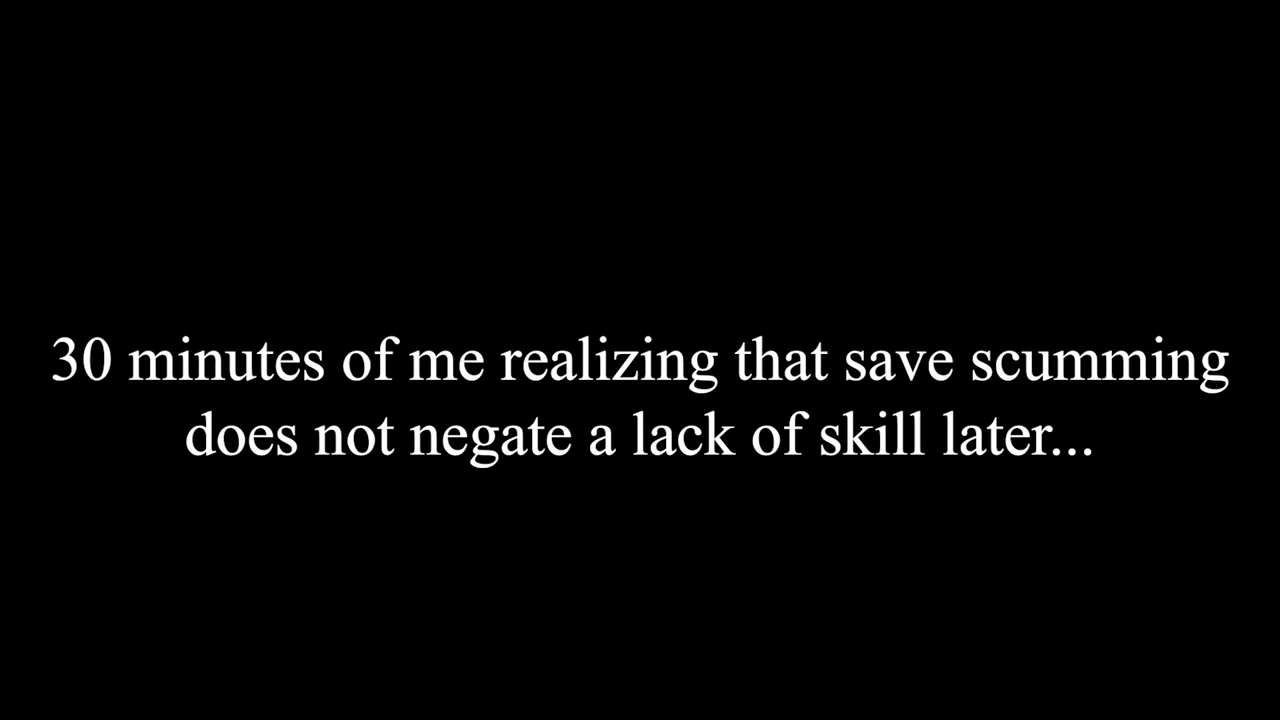 30 minutes of me realizing that save scumming
does not negate a lack of skill later...